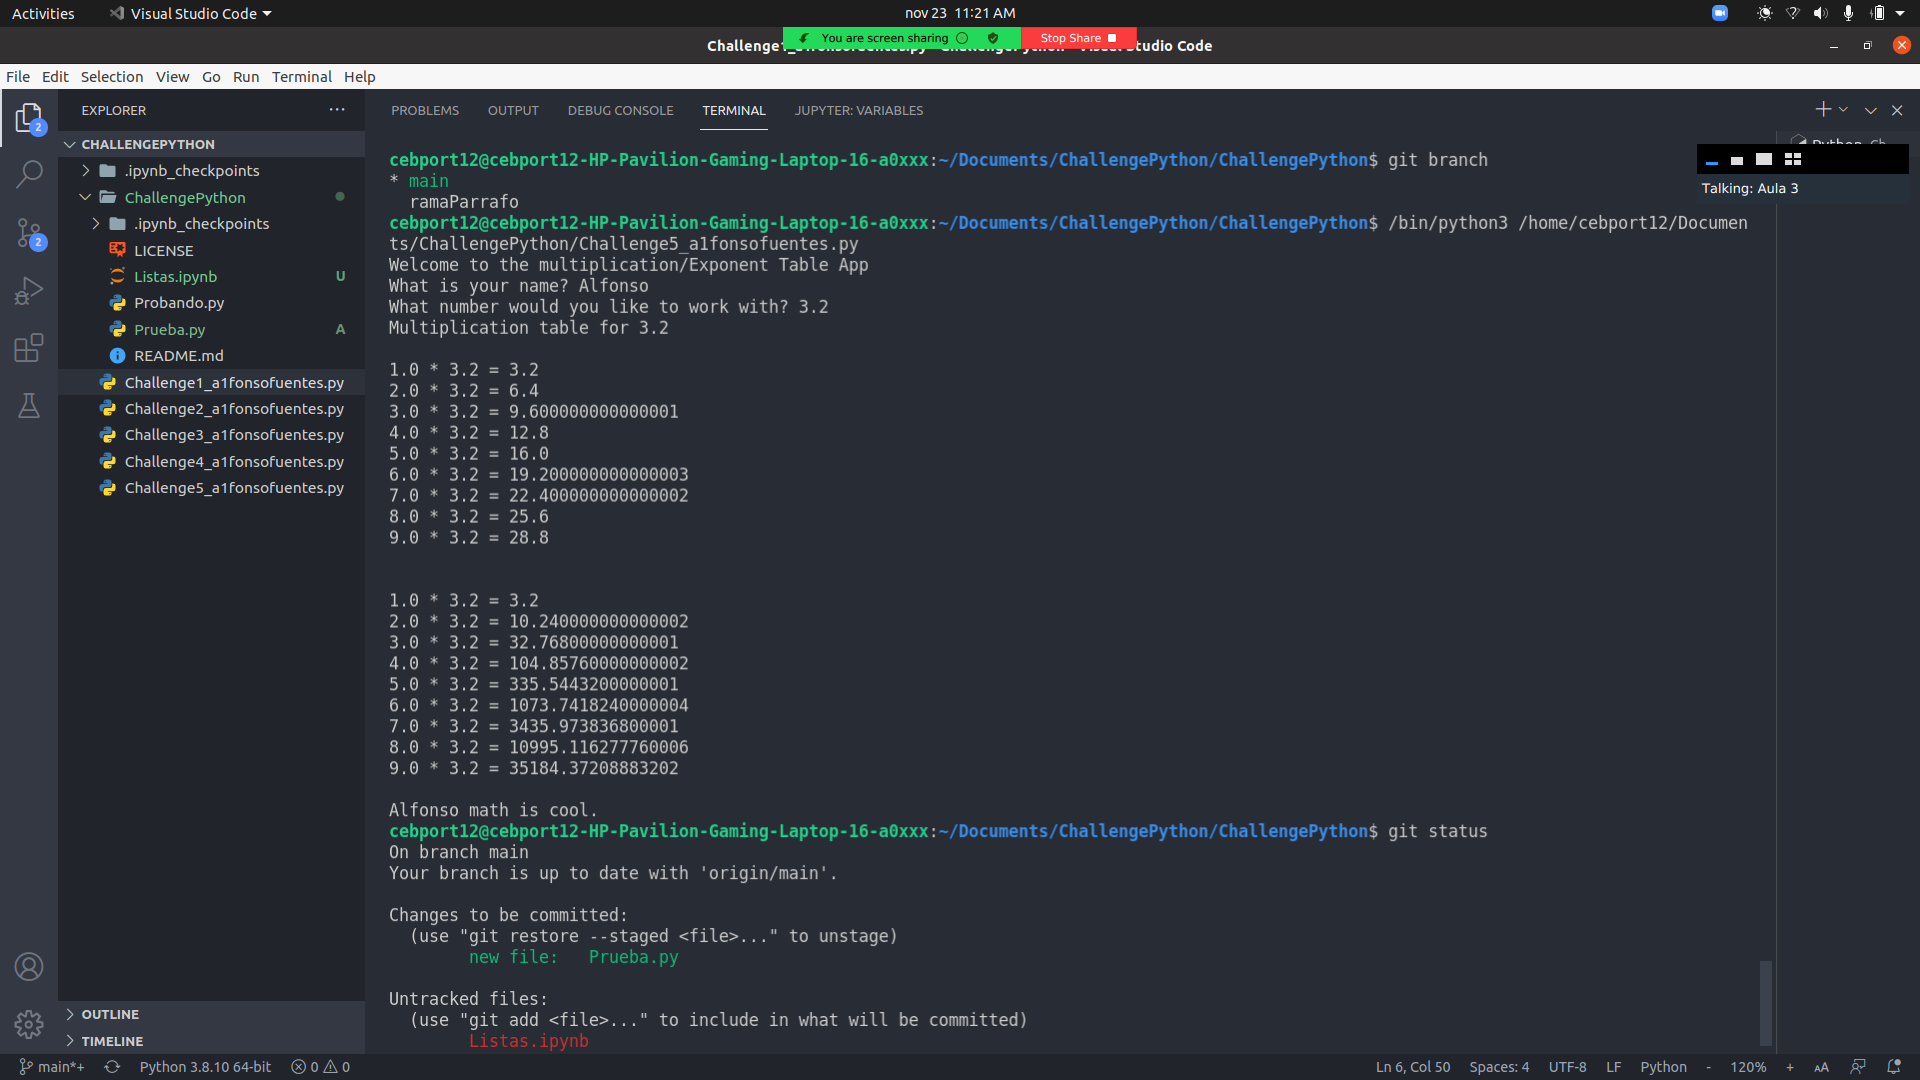 Activities
Visual Studio Code
nov 23 11:21 AM
You are screen sharing
Stop Share
Visual Studio Code
File Edit Selection View Go Run Terminal Help
EXPLORER
CHALLENGEPYTHON
.ipynb_checkpoints
ChallengePython
.ipynb_checkpoints
LICENSE
Listas.ipynb U
Probando.py
Prueba.py A
README.md
Challenge1_a1fonsofuentes.py
Challenge2_a1fonsofuentes.py
Challenge3_a1fonsofuentes.py
Challenge4_a1fonsofuentes.py
Challenge5_a1fonsofuentes.py
OUTLINE
TIMELINE
2
2
PROBLEMS OUTPUT DEBUG CONSOLE TERMINAL JUPYTER: VARIABLES
Talking: Aula 3
cebport12@cebport12-HP-Pavilion-Gaming-Laptop-16-a0xxx:~/Documents/ChallengePython/ChallengePython$ git branch
* main
ramaParrafo
cebport12@cebport12-HP-Pavilion-Gaming-Laptop-16-a0xxx:~/Documents/ChallengePython/ChallengePython$ /bin/python3 /home/cebport12/Documen
ts/ChallengePython/Challenge5_a1fonsofuentes.py
Welcome to the multiplication/Exponent Table App
What is your name? Alfonso
What number would you like to work with? 3.2
Multiplication table for 3.2
1.0 * 3.2 = 3.2
2.0 * 3.2 = 6.4
3.0 * 3.2 = 9.600000000000001
4.0 * 3.2 = 12.8
5.0 * 3.2 = 16.0
6.0 * 3.2 = 19.200000000000003
7.0 * 3.2 = 22.400000000000002
8.0 * 3.2 = 25.6
9.0 * 3.2 = 28.8
1.0 * 3.2 = 3.2
2.0 * 3.2 = 10.240000000000002
3.0 * 3.2 = 32.76800000000001
4.0 * 3.2 = 104.85760000000002
5.0 * 3.2 = 335.5443200000001
6.0 * 3.2 = 1073.7418240000004
7.0 * 3.2 = 3435.973836800001
8.0 * 3.2 = 10995.116277760006
9.0 * 3.2 = 35184.37208883202
Alfonso math is cool.
cebport12@cebport12-HP-Pavilion-Gaming-Laptop-16-a0xxx:~/Documents/ChallengePython/ChallengePython$ git status
On branch main
Your branch is up to date with 'origin/main'.
Changes to be committed:
(use "git restore --staged <file>..." to unstage)
new file: Prueba.py
Untracked files:
(use "git add <file>..." to include in what will be committed)
Listas.ipynb
main*+ Python 3.8.10 64-bit 0 0
Ln 6, Col 50 Spaces: 4 UTF-8 LF Python - 120% + AA